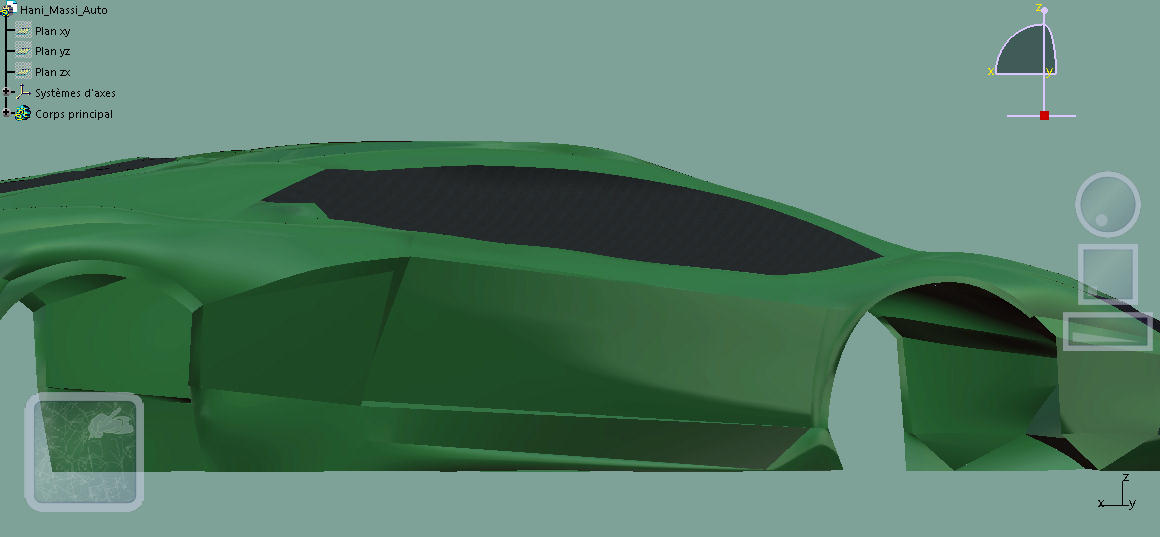 Hani_Massi_Auto
Plan xy
Plan yz
Plan zx
Systèmes d'axes
Corps principal
z
x
y
z
x
y